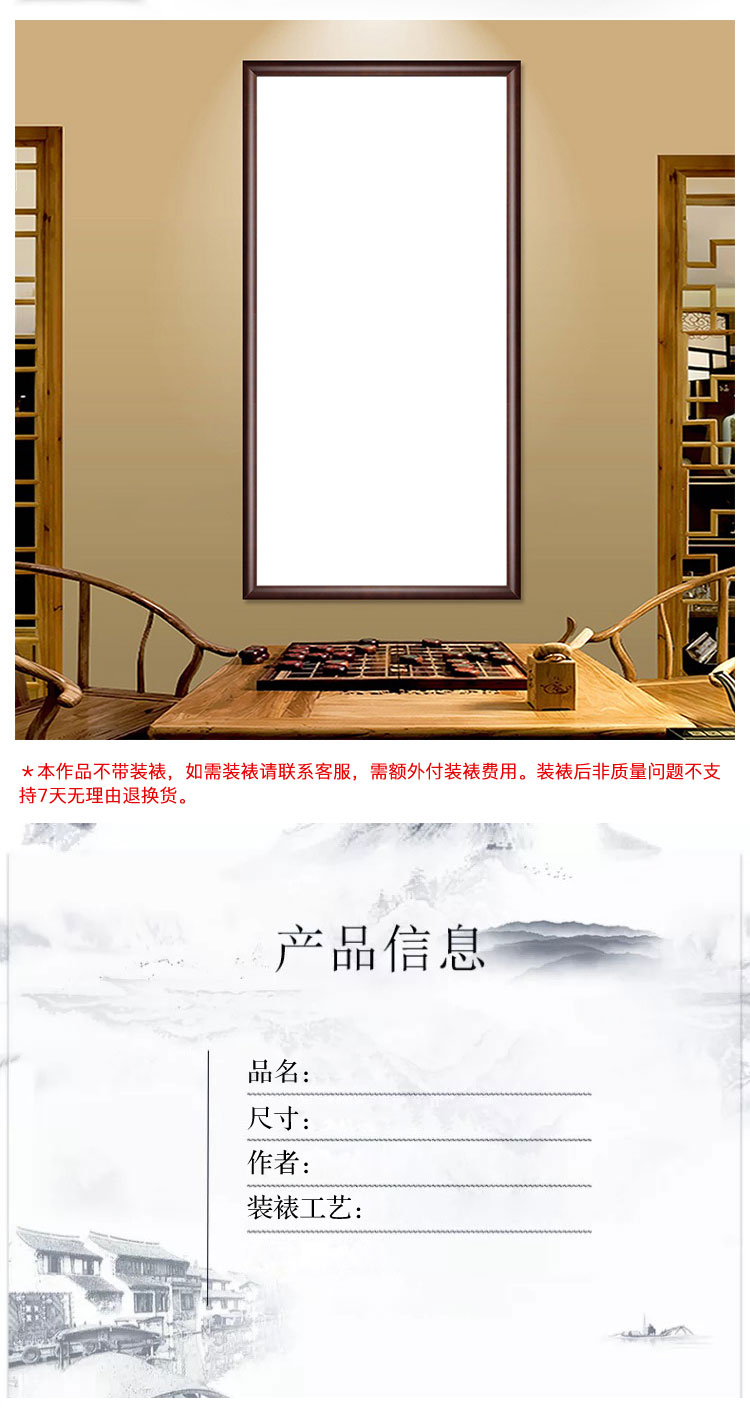 ＊本作品不带装裱，如需装裱请联系客服，需额外付装裱费用。装裱后非质量问题不支
持7天无理由退换货。
产品信息
品名：
尺寸：
作者：
装裱工艺：